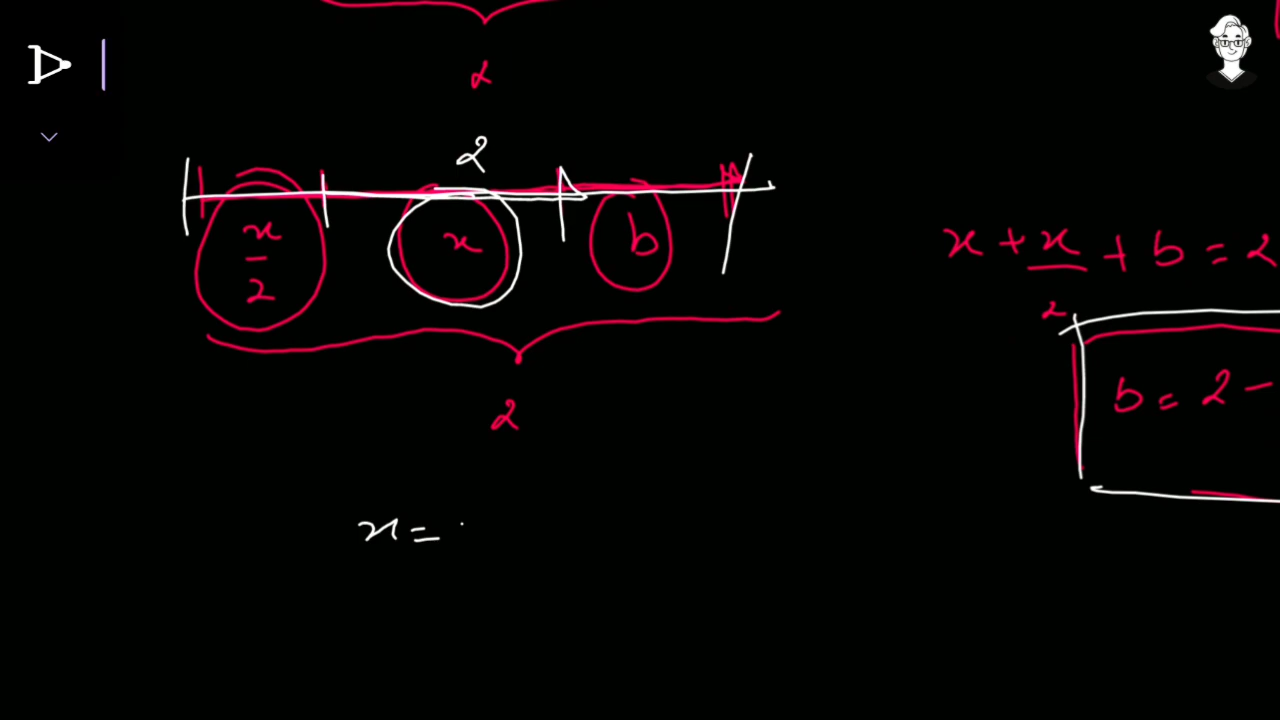 2
2
x/2 x b
2
x + x/2 + b = 2
b = 2 -
x =